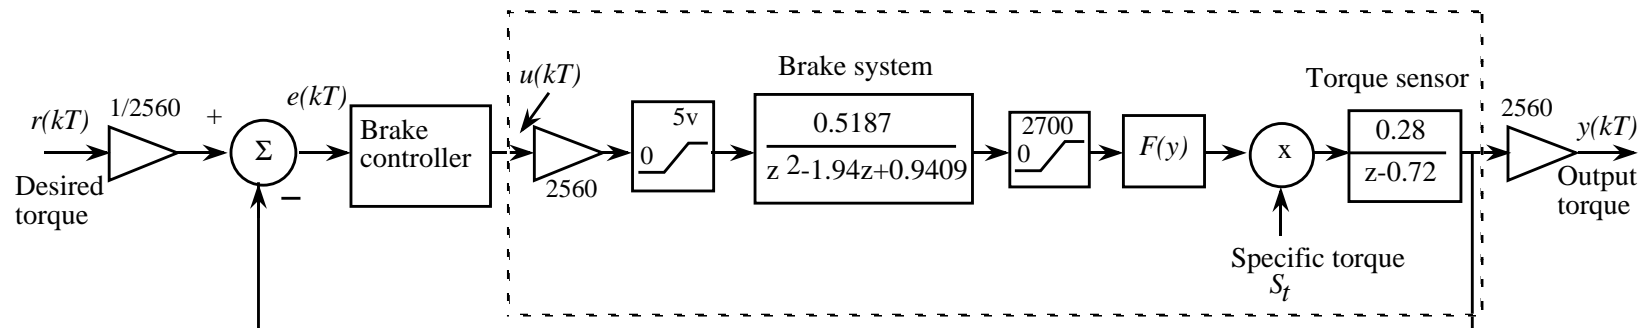 r(kT)
Desired
torque
1/2560
+
Σ
−
e(kT)
Brake
controller
u(kT)
2560
5v
0
Brake system
0.5187
z 2-1.94z+0.9409
2700
0
F(y)
x
Specific torque
St
Torque sensor
0.28
z-0.72
2560
y(kT)
Output
torque